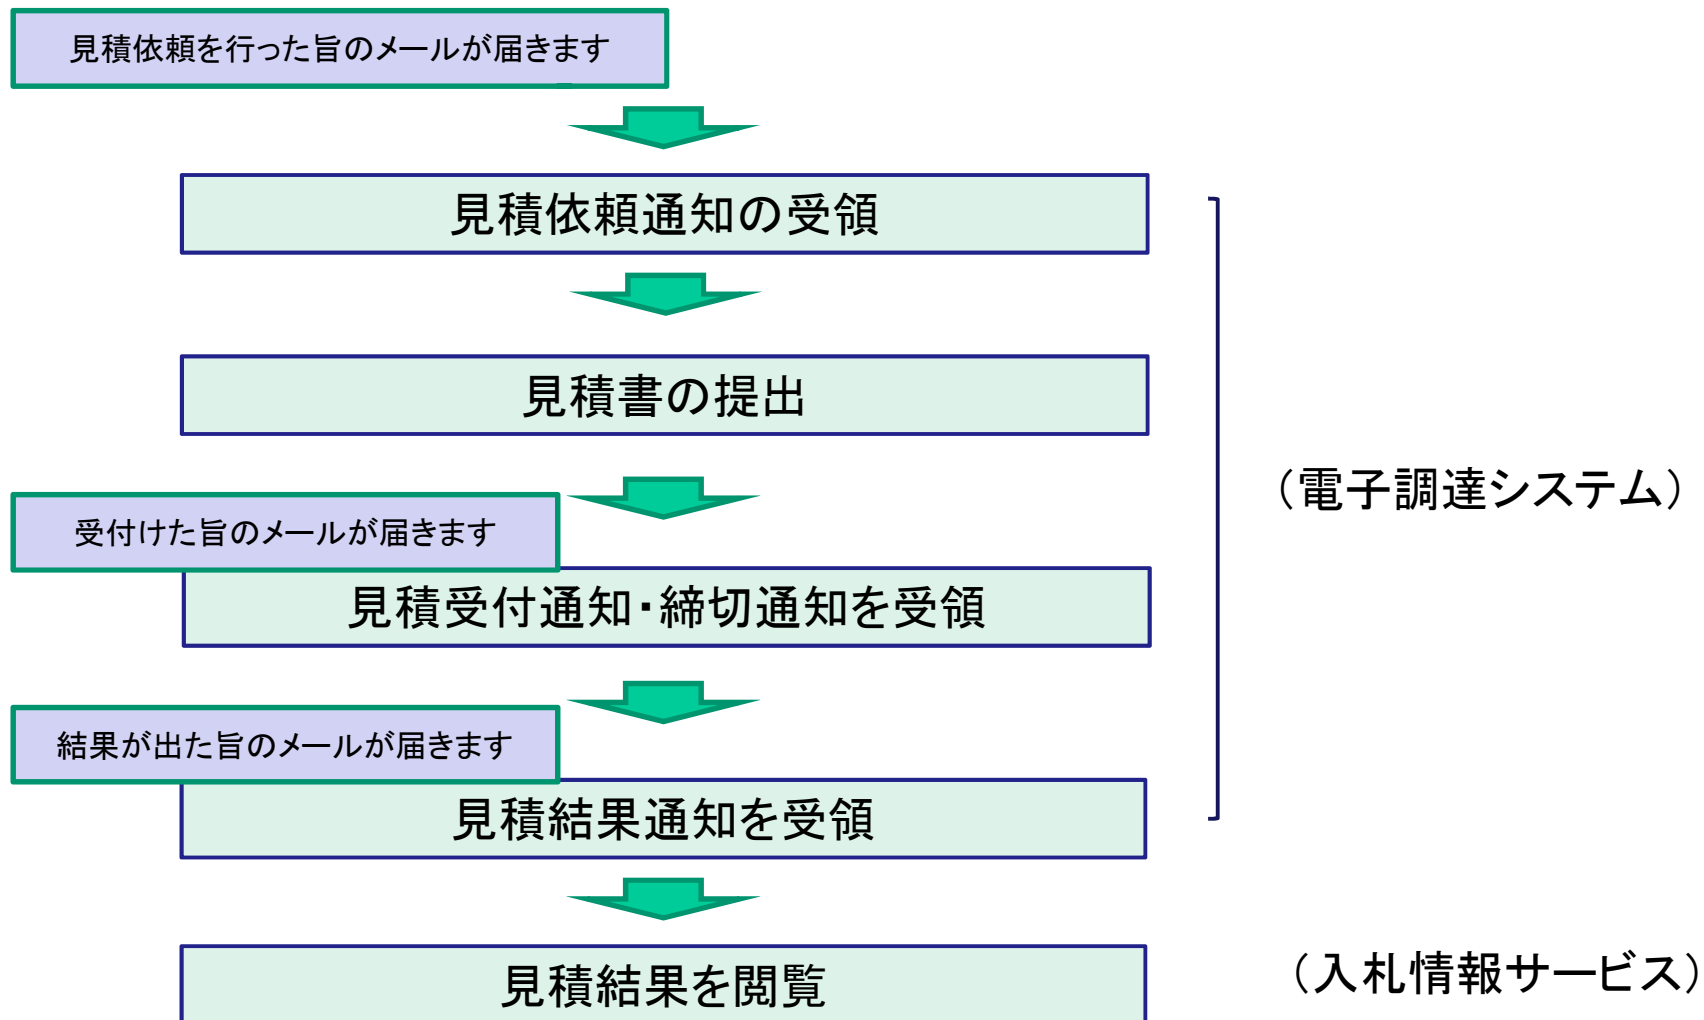 見積依頼を行った旨のメールが届きます
見積依頼通知の受領
見積書の提出
（電子調達システム）
受付けた旨のメールが届きます
見積受付通知・締切通知を受領
結果が出た旨のメールが届きます
見積結果通知を受領
見積結果を閲覧
（入札情報サービス）